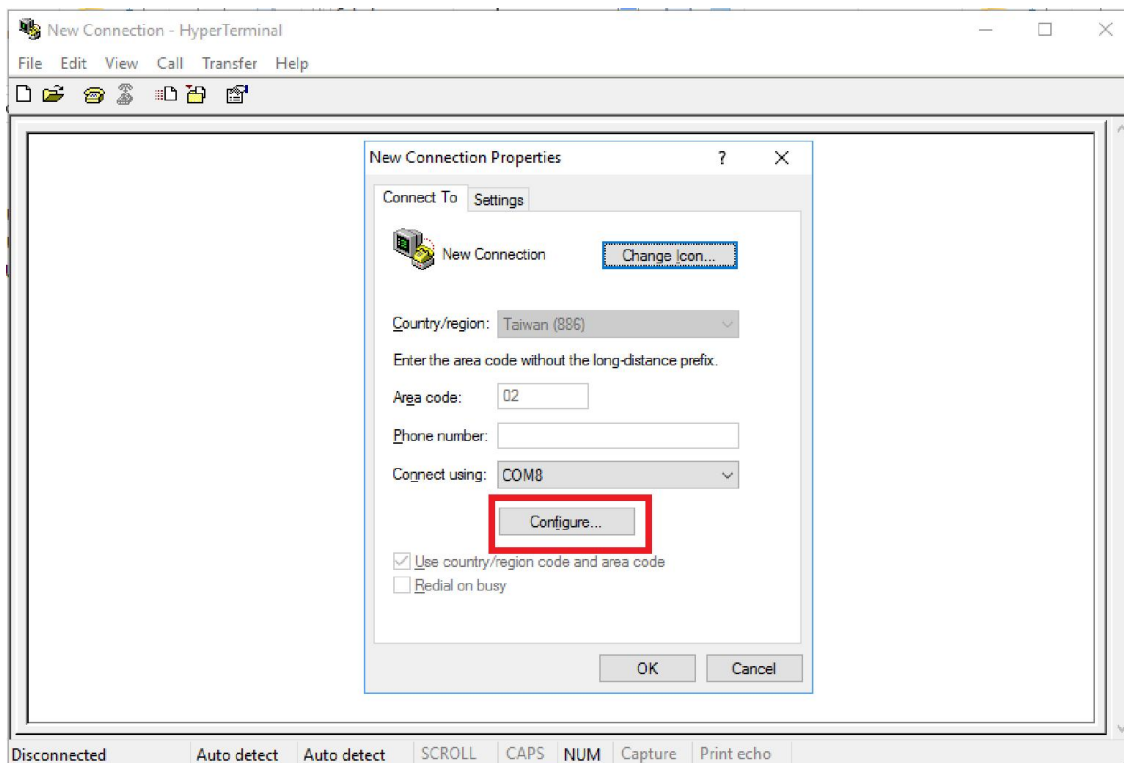 New Connection - HyperTerminal
File Edit View Call Transfer Help
New Connection Properties ?
Connect To Settings
New Connection Change Icon...
Country/region: Taiwan (886)
Enter the area code without the long-distance prefix.
Area code: 02
Phone number:
Connect using: COM8
Configure...
Use country/region code and area code
Redial on busy
OK Cancel
Disconnected Auto detect Auto detect SCROLL CAPS NUM Capture Print echo